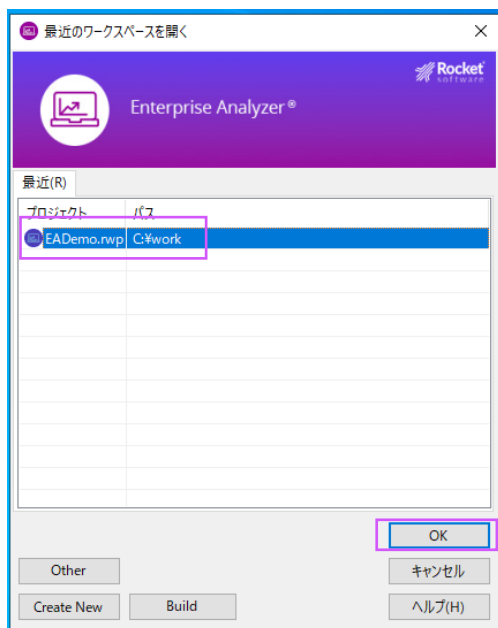 最近のワークスペースを開く
Rocket
software
Enterprise Analyzer®
最近(R)
プロジェクト パス
EADemo.rwp C:¥work
OK
Other キャンセル
Create New Build ヘルプ(H)